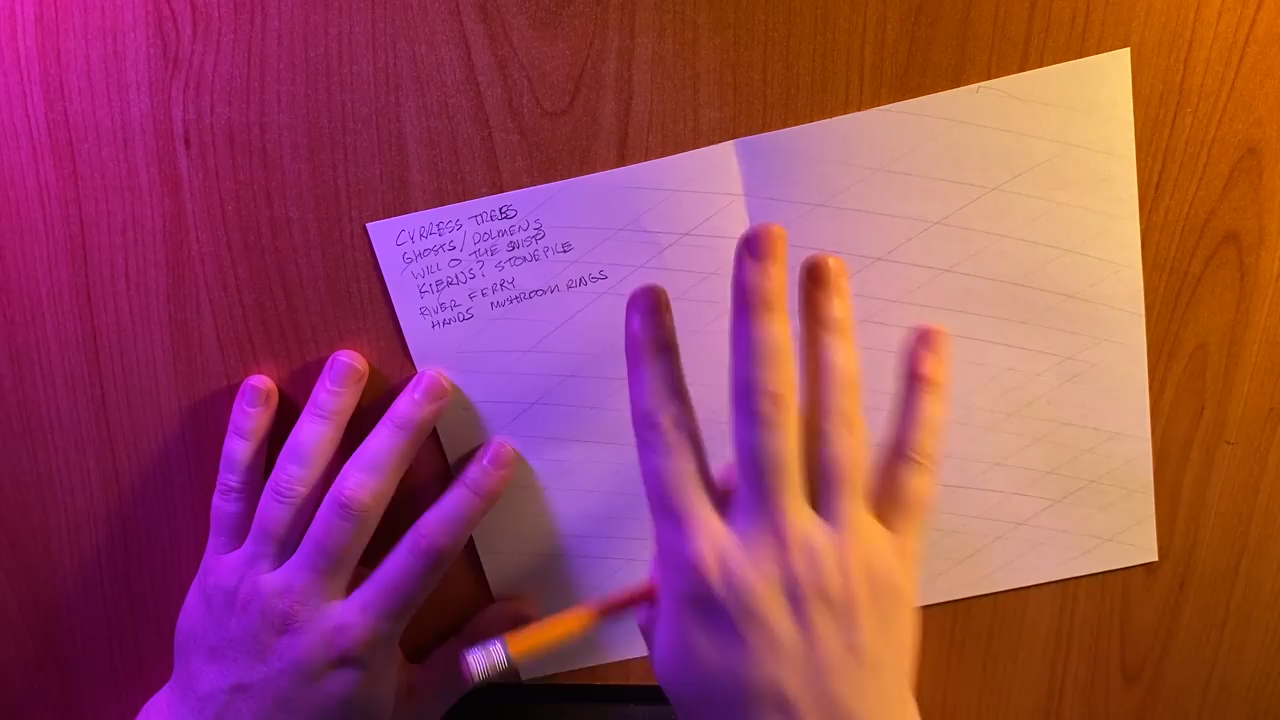 CYPRESS TREES
GHOSTS / DOLMENS
WILL O THE WISP
KIERNS? STONEPILE
RIVER FERRY
HANDS MUSHROOM RINGS